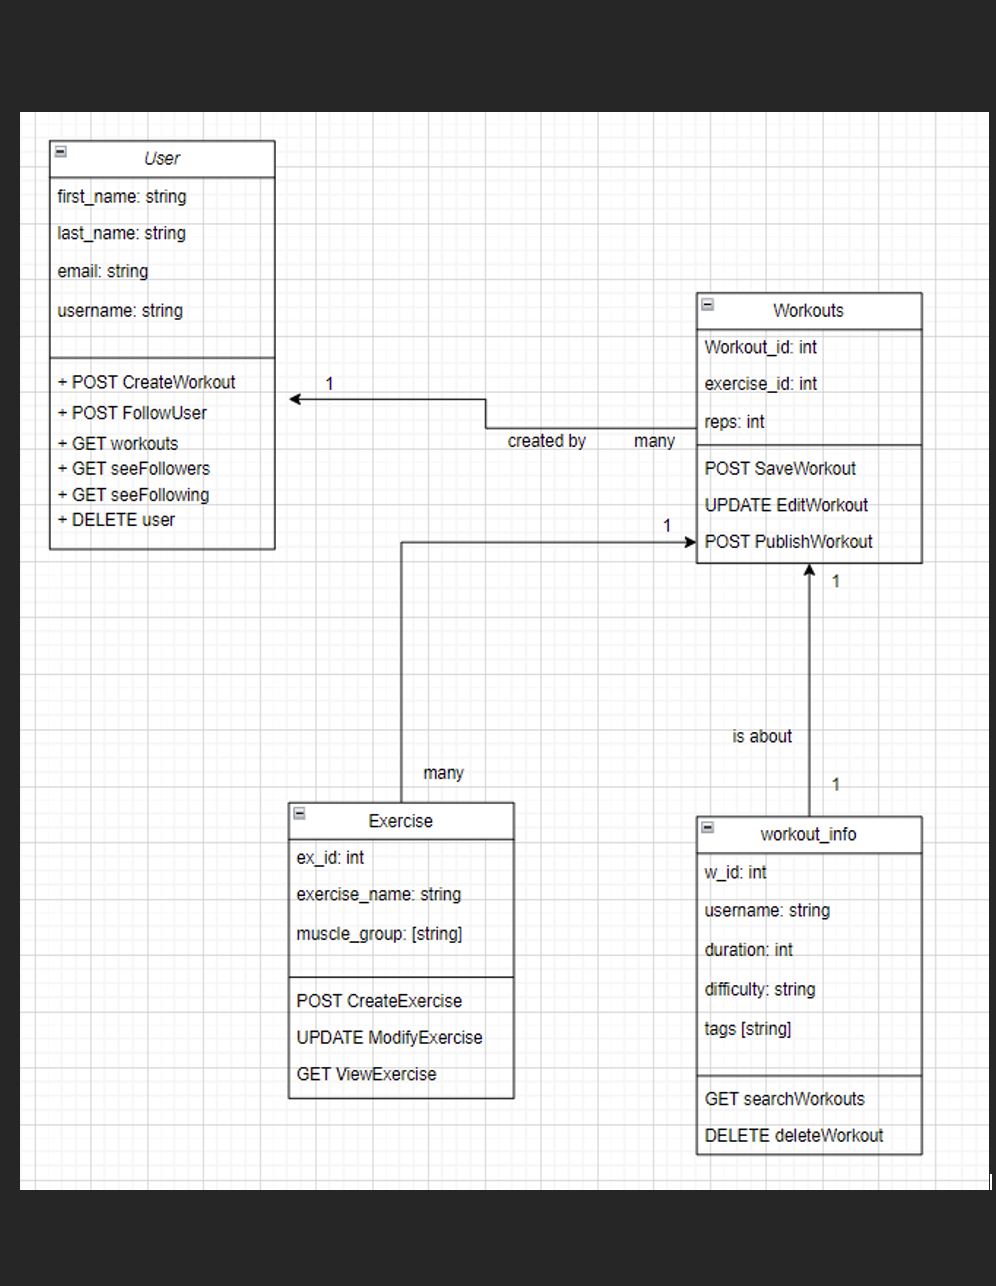 User
first_name: string
last_name: string
email: string
username: string
+ POST CreateWorkout
+ POST FollowUser
+ GET workouts
+ GET seeFollowers
+ GET seeFollowing
+ DELETE user
1
created by
many
Workouts
Workout_id: int
exercise_id: int
reps: int
POST SaveWorkout
UPDATE EditWorkout
POST PublishWorkout
1
many
1
is about
1
Exercise
ex_id: int
exercise_name: string
muscle_group: [string]
POST CreateExercise
UPDATE ModifyExercise
GET ViewExercise
workout_info
w_id: int
username: string
duration: int
difficulty: string
tags [string]
GET searchWorkouts
DELETE deleteWorkout